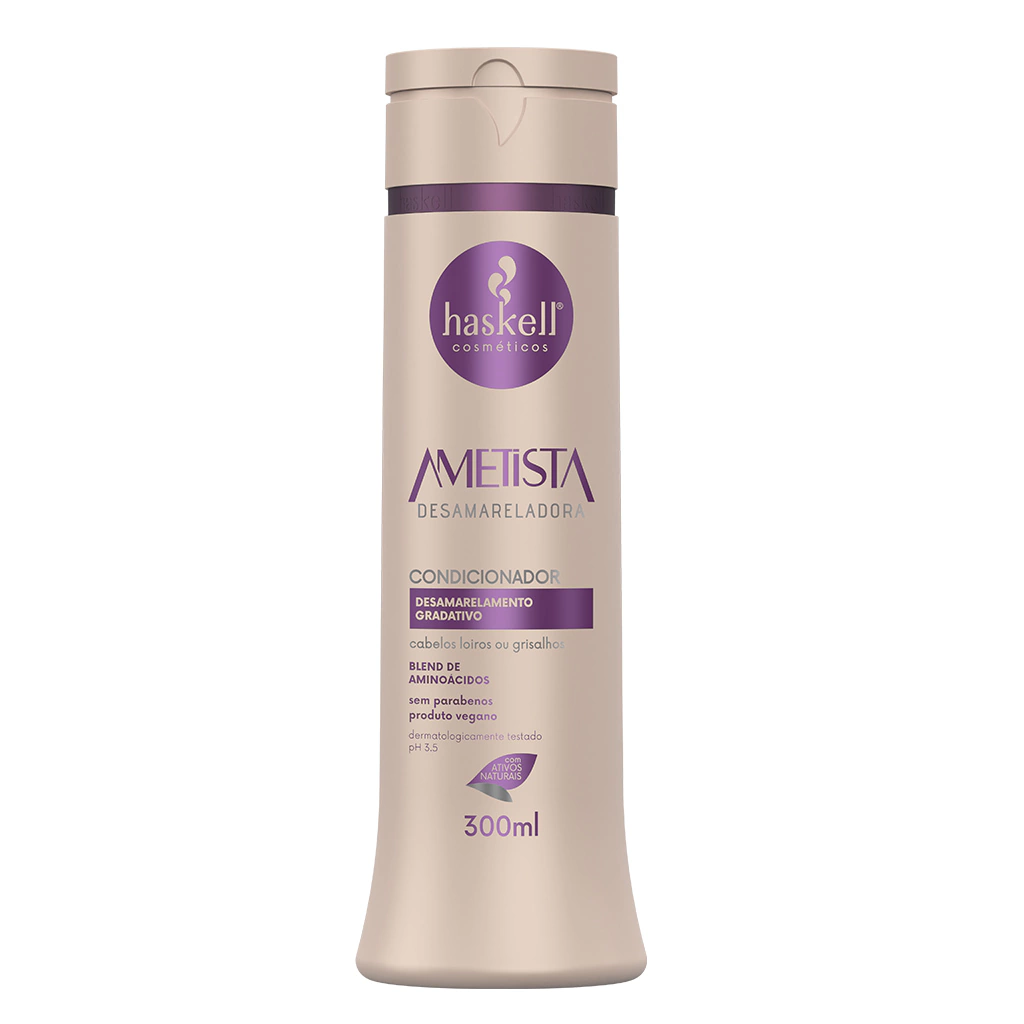 haskell
haskell®
cosméticos
AMETiSTA
DESAMARELADORA
CONDICIONADOR
DESAMARELAMENTO
GRADATIVO
cabelos loiros ou grisalhos
BLEND DE
AMINOÁCIDOS
sem parabenos
produto vegano
dermatologicamente testado
pH 3.5
com
ATIVOS
NATURAIS
300ml